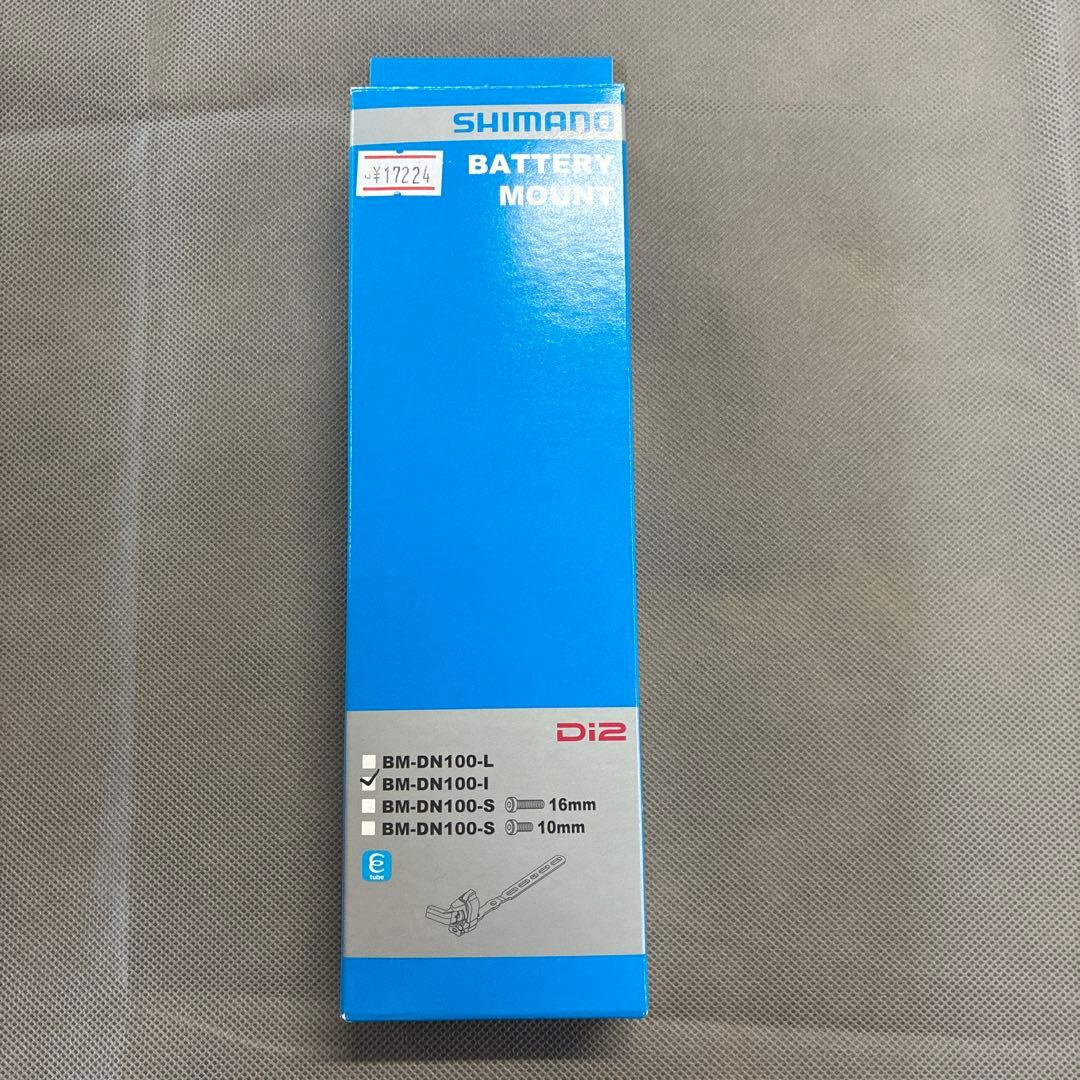 SHIMANO
BATTERY
MOUNT
¥17224
Di2
BM-DN100-L
BM-DN100-I
BM-DN100-S 16mm
BM-DN100-S 10mm
tube